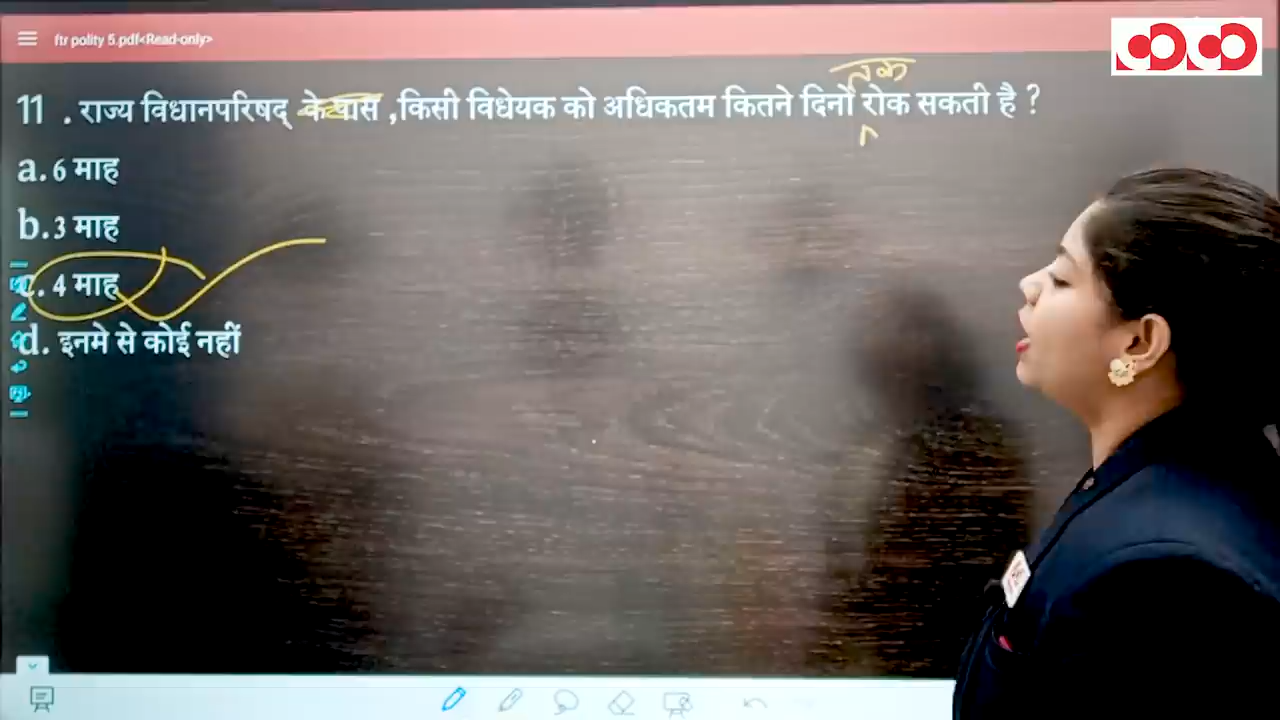 ftr polity 5.pdf<Read-only>
तक
11 . राज्य विधानपरिषद् के पास ,किसी विधेयक को अधिकतम कितने दिनों रोक सकती है ?
a.6 माह
b.3 माह
c.4 माह
d. इनमे से कोई नहीं